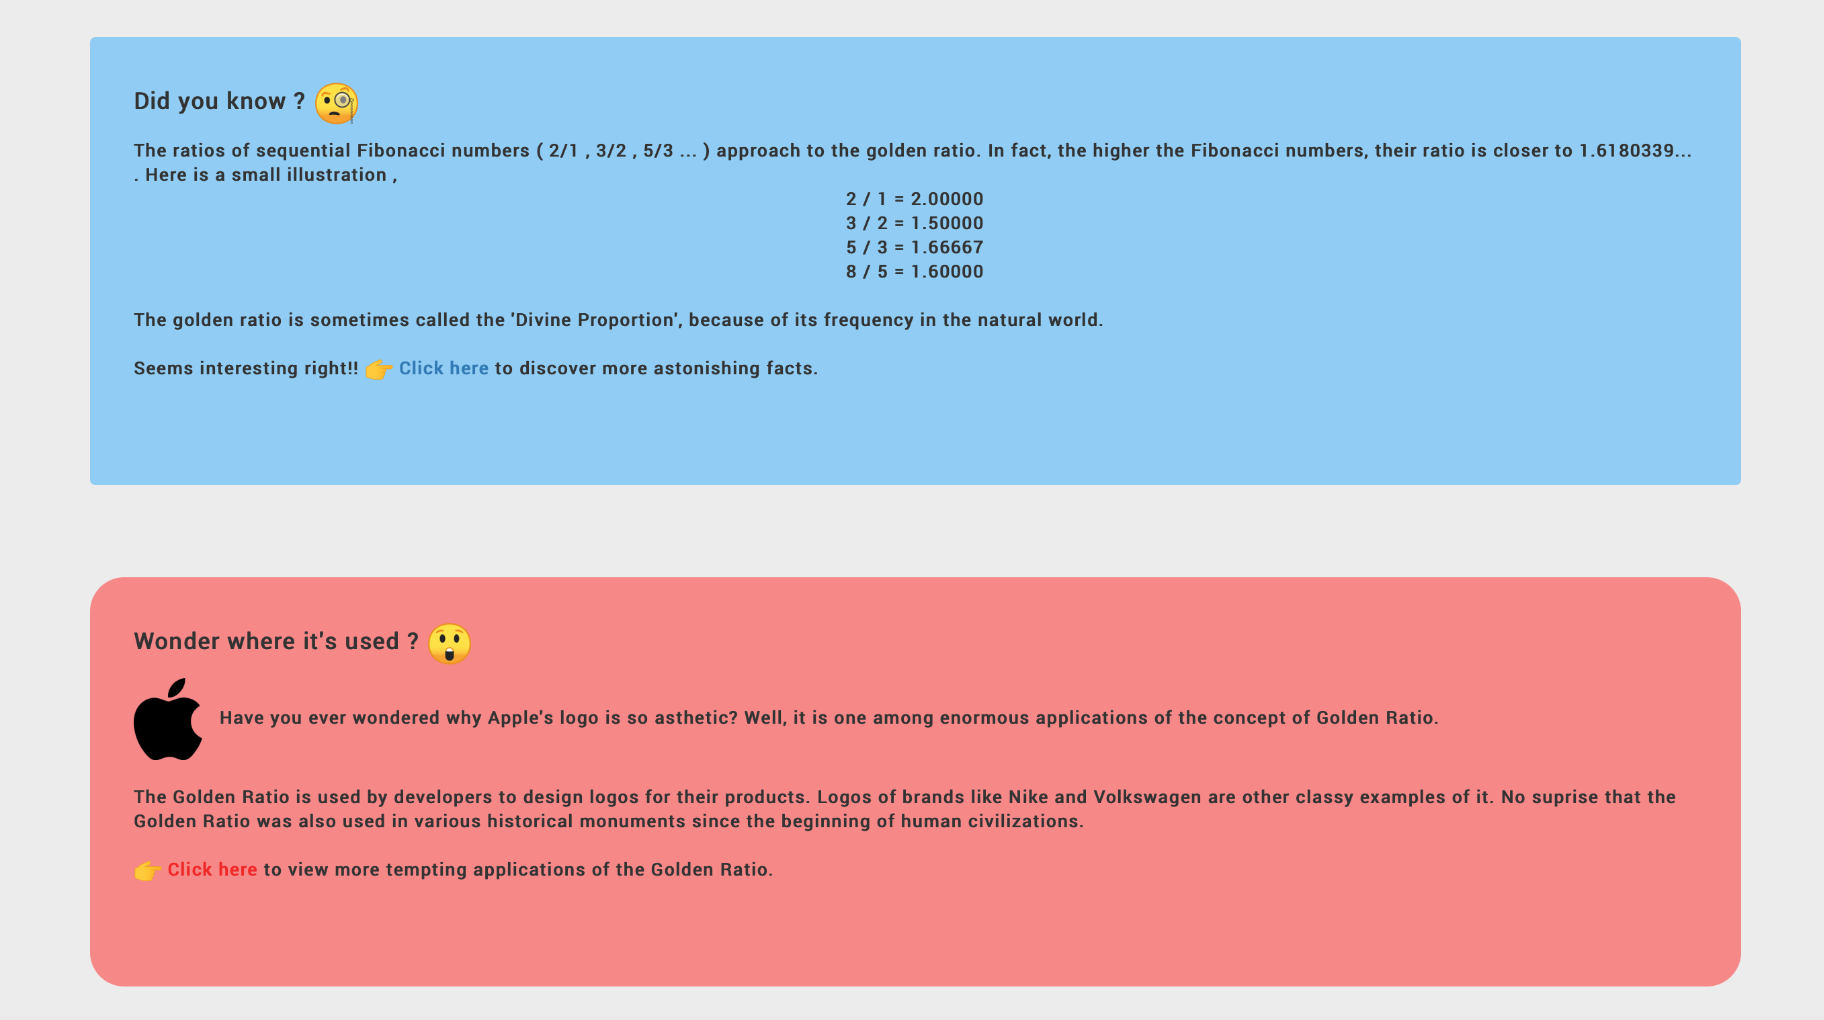 Did you know ?
The ratios of sequential Fibonacci numbers ( 2/1 , 3/2 , 5/3 ... ) approach to the golden ratio. In fact, the higher the Fibonacci numbers, their ratio is closer to 1.6180339...
. Here is a small illustration ,
2 / 1 = 2.00000
3 / 2 = 1.50000
5 / 3 = 1.66667
8 / 5 = 1.60000
The golden ratio is sometimes called the 'Divine Proportion', because of its frequency in the natural world.
Seems interesting right!! 👉 Click here to discover more astonishing facts.
Wonder where it's used ?
Have you ever wondered why Apple's logo is so asthetic? Well, it is one among enormous applications of the concept of Golden Ratio.
The Golden Ratio is used by developers to design logos for their products. Logos of brands like Nike and Volkswagen are other classy examples of it. No suprise that the
Golden Ratio was also used in various historical monuments since the beginning of human civilizations.
👉 Click here to view more tempting applications of the Golden Ratio.